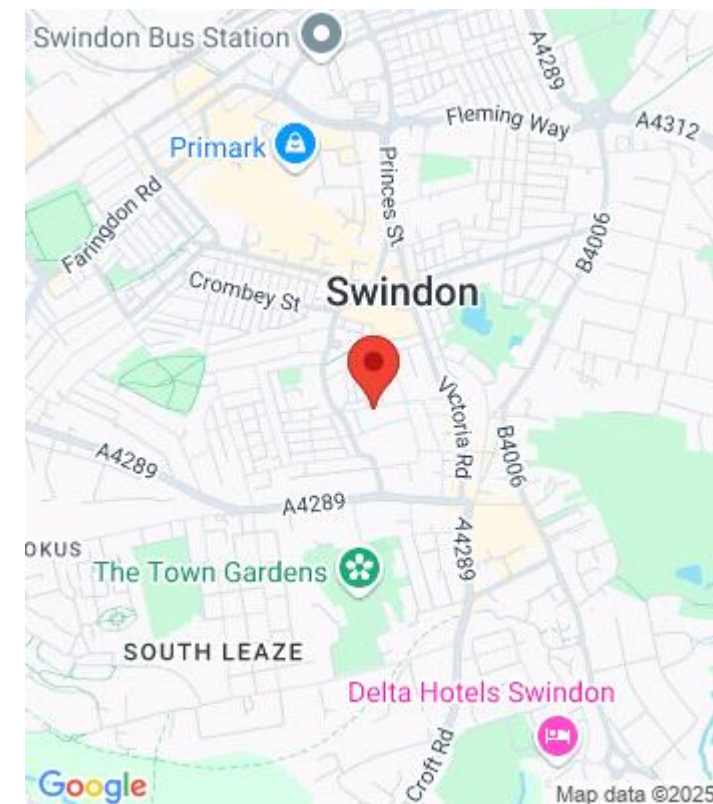 Swindon Bus Station
A4289
Fleming Way
A4312
Primark
Princes St
Faringdon Rd
B4006
Crombey St
Swindon
Victoria Rd
B4006
A4289
A4289
OKUS
The Town Gardens
A4289
SOUTH LEAZE
Delta Hotels Swindon
Croft Rd
Google
Map data ©2025